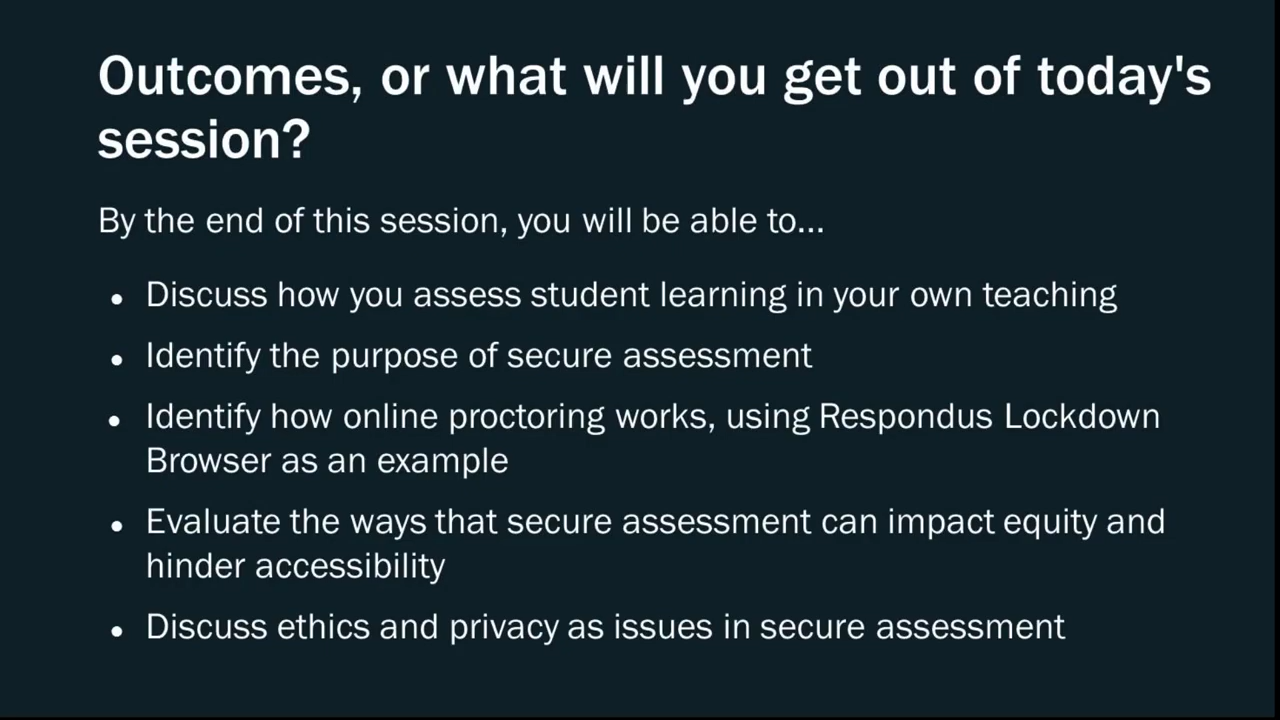 Outcomes, or what will you get out of today's
session?
By the end of this session, you will be able to...
• Discuss how you assess student learning in your own teaching
• Identify the purpose of secure assessment
• Identify how online proctoring works, using Respondus Lockdown
Browser as an example
• Evaluate the ways that secure assessment can impact equity and
hinder accessibility
• Discuss ethics and privacy as issues in secure assessment